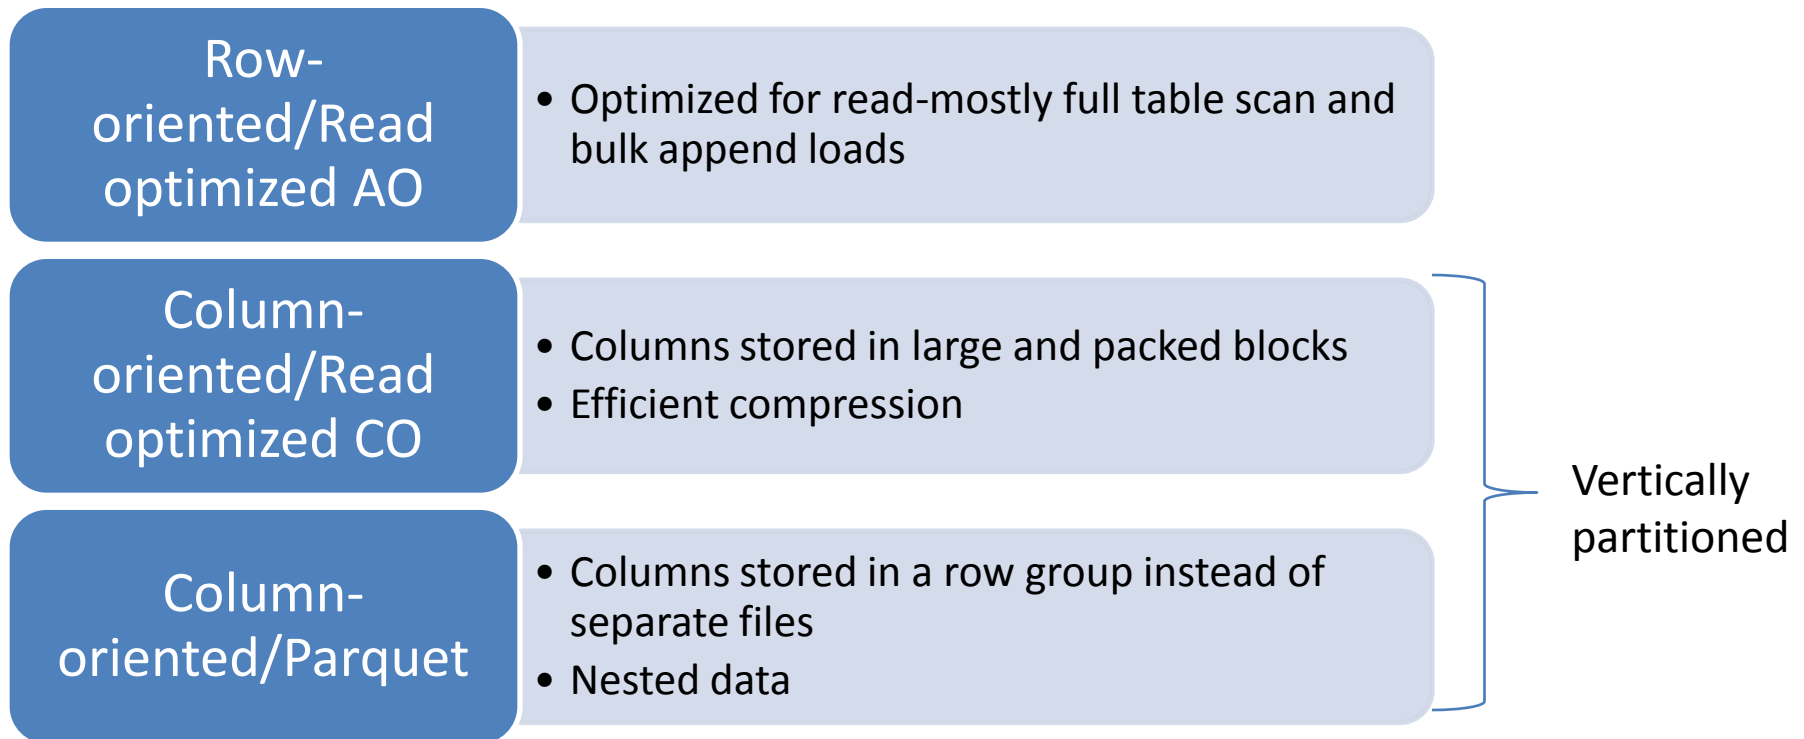 Row-
oriented/Read
optimized AO
• Optimized for read-mostly full table scan and
bulk append loads
Column-
oriented/Read
optimized CO
• Columns stored in large and packed blocks
• Efficient compression
Column-
oriented/Parquet
• Columns stored in a row group instead of
separate files
• Nested data
Vertically
partitioned